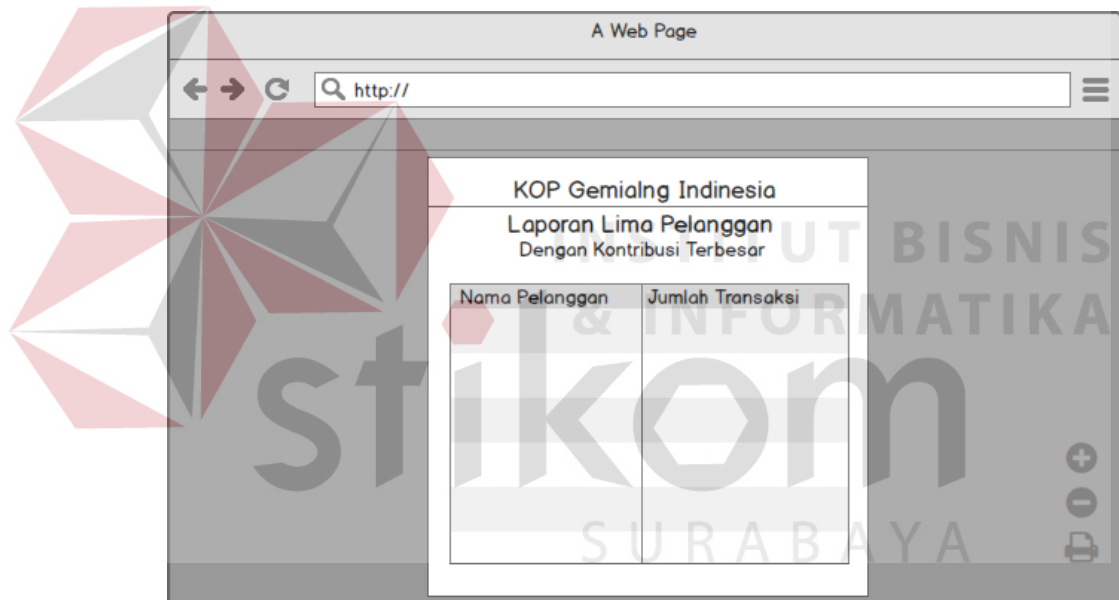 A Web Page
http://
KOP Gemialng Indinesia
Laporan Lima Pelanggan
Dengan Kontribusi Terbesar
Nama Pelanggan Jumlah Transaksi
INSTITUT BISNIS
& INFORMATIKA
stikom
SURABAYA